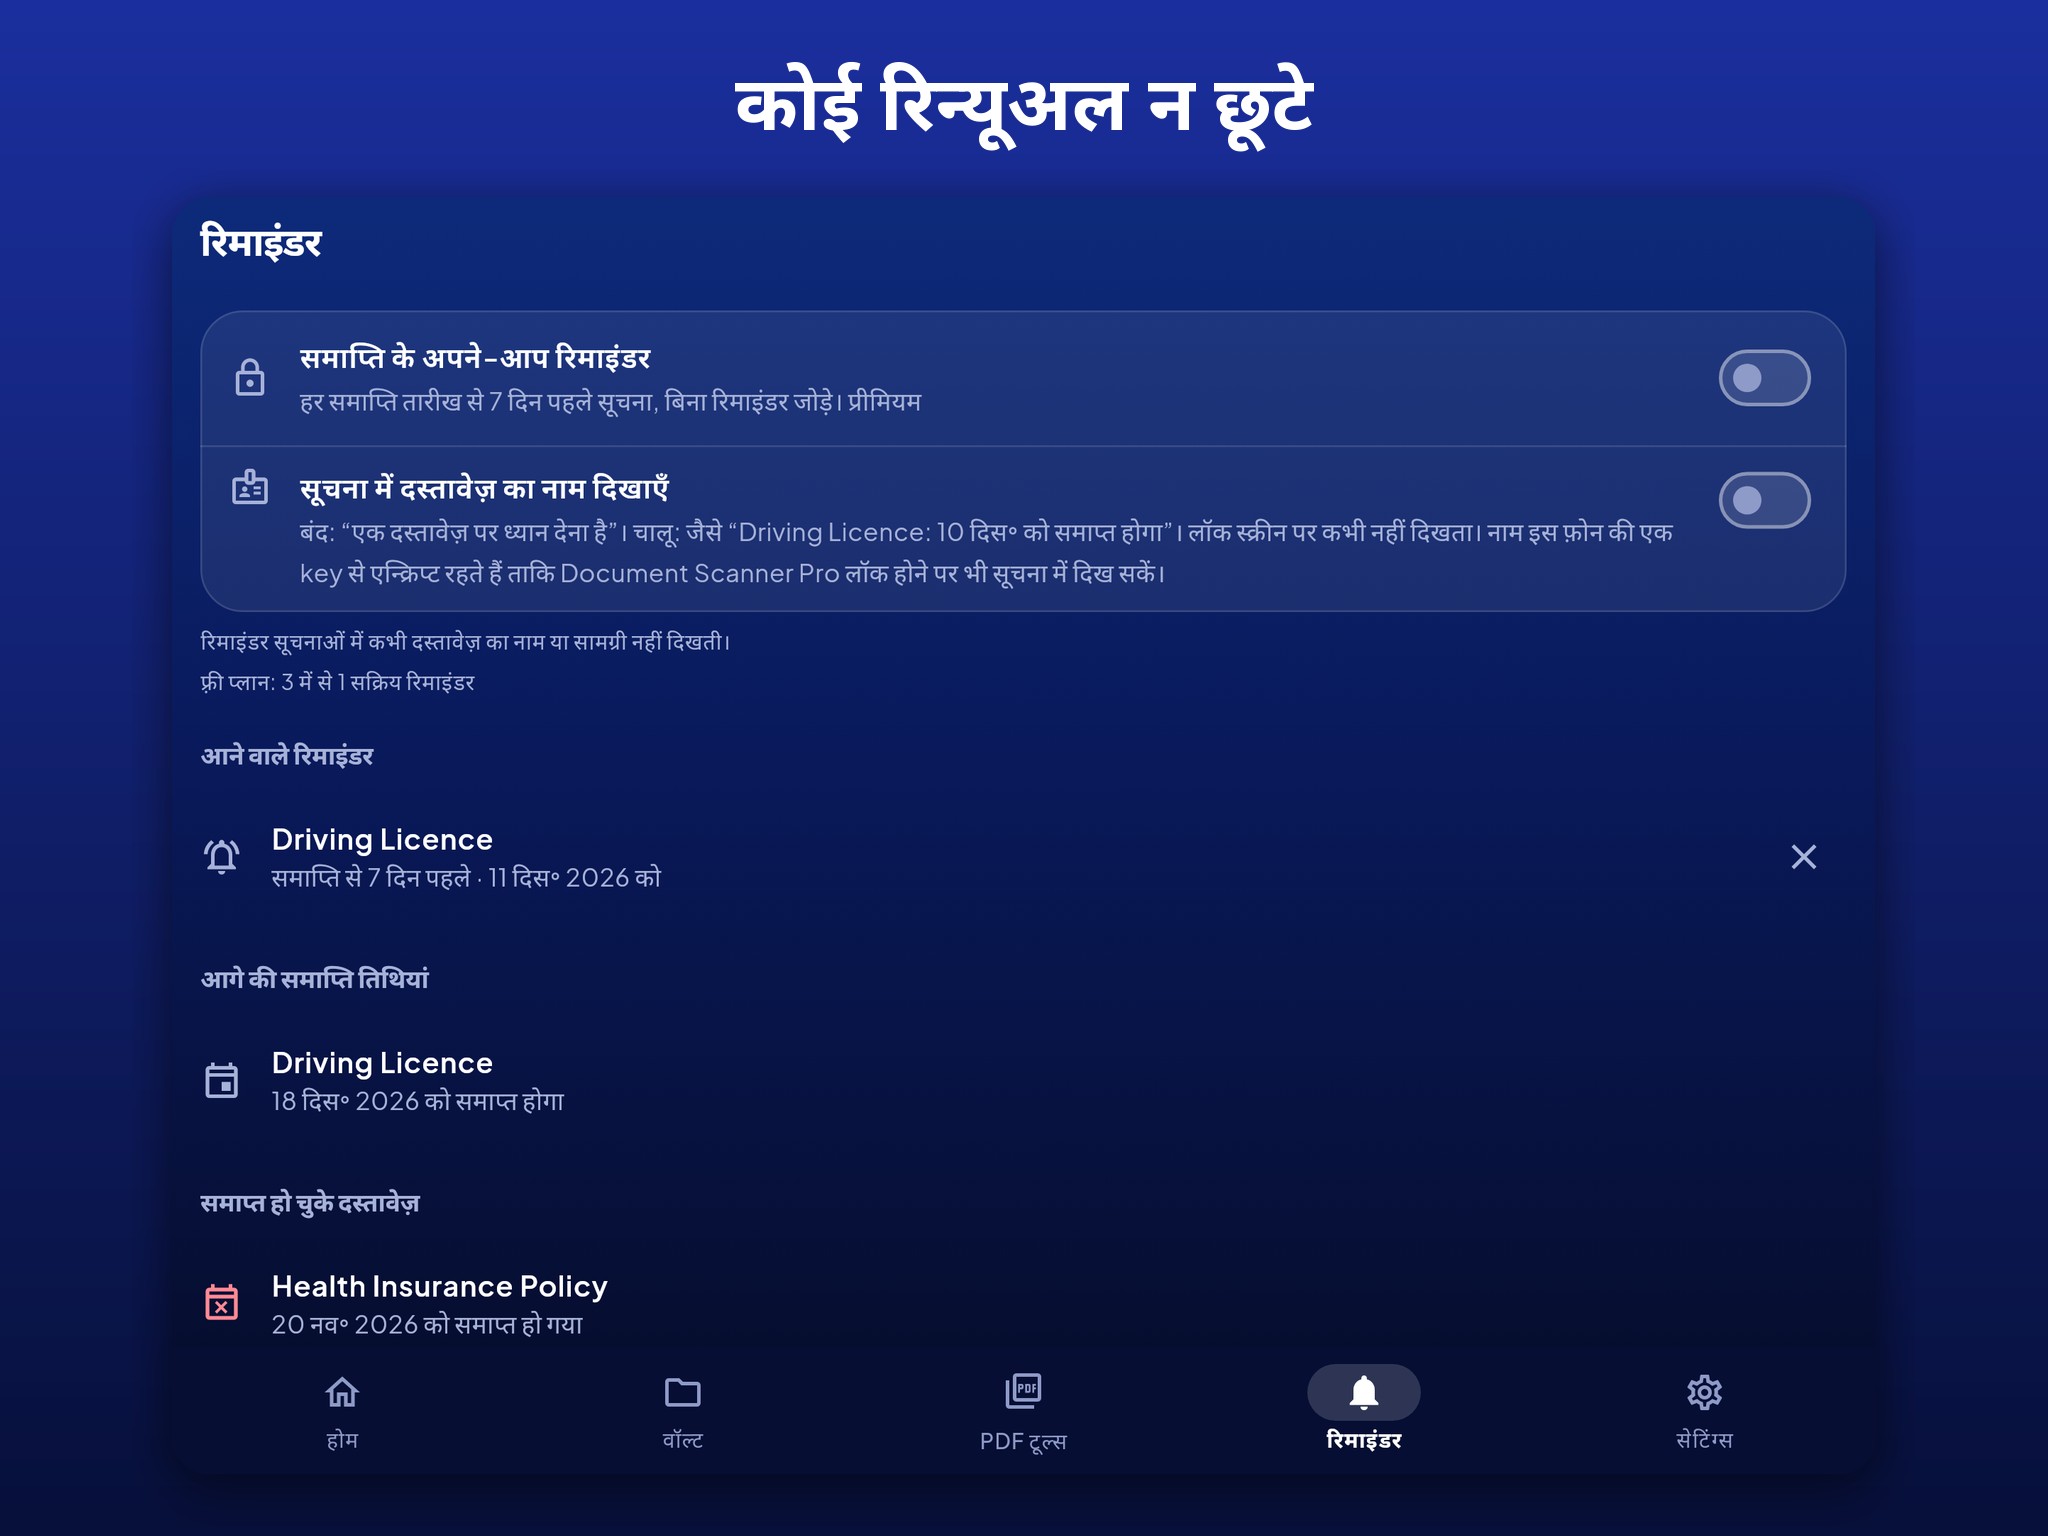 कोई रिन्यूअल न छूटे
रिमाइंडर
समाप्ति के अपने-आप रिमाइंडर
हर समाप्ति तारीख से 7 दिन पहले सूचना, बिना रिमाइंडर जोड़े। प्रीमियम
सूचना में दस्तावेज़ का नाम दिखाएँ
बंद: “एक दस्तावेज़ पर ध्यान देना है”। चालू: जैसे “Driving Licence: 10 दिस॰ को समाप्त होगा”। लॉक स्क्रीन पर कभी नहीं दिखता। नाम इस फ़ोन की एक
key से एन्क्रिप्ट रहते हैं ताकि Document Scanner Pro लॉक होने पर भी सूचना में दिख सकें।
रिमाइंडर सूचनाओं में कभी दस्तावेज़ का नाम या सामग्री नहीं दिखती।
फ़्री प्लान: 3 में से 1 सक्रिय रिमाइंडर
आने वाले रिमाइंडर
Driving Licence
समाप्ति से 7 दिन पहले · 11 दिस॰ 2026 को
आगे की समाप्ति तिथियां
Driving Licence
18 दिस॰ 2026 को समाप्त होगा
समाप्त हो चुके दस्तावेज़
Health Insurance Policy
20 नव॰ 2026 को समाप्त हो गया
होम
वॉल्ट
PDF टूल्स
रिमाइंडर
सेटिंग्स